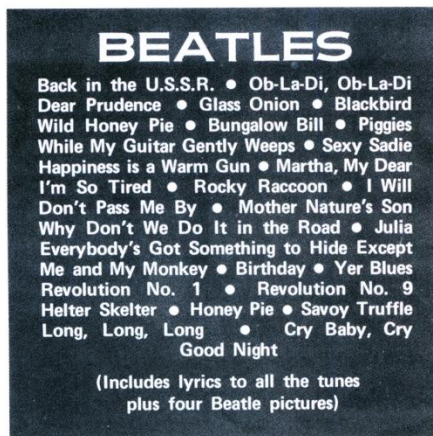 BEATLES
Back in the U.S.S.R. • Ob-La-Di, Ob-La-Di
Dear Prudence • Glass Onion • Blackbird
Wild Honey Pie • Bungalow Bill • Piggies
While My Guitar Gently Weeps • Sexy Sadie
Happiness is a Warm Gun • Martha, My Dear
I'm So Tired • Rocky Raccoon • I Will
Don't Pass Me By • Mother Nature's Son
Why Don't We Do It in the Road • Julia
Everybody's Got Something to Hide Except
Me and My Monkey • Birthday • Yer Blues
Revolution No. 1 • Revolution No. 9
Helter Skelter • Honey Pie • Savoy Truffle
Long, Long, Long • Cry Baby, Cry
Good Night
(Includes lyrics to all the tunes
plus four Beatle pictures)